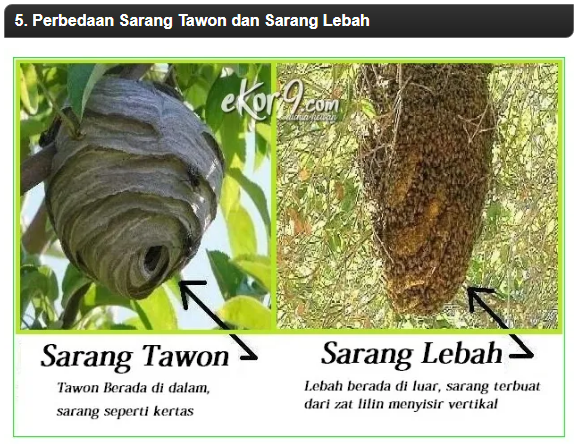 5. Perbedaan Sarang Tawon dan Sarang Lebah
eKor9.com
Sarang Tawon
Tawon Berada di dalam,
sarang seperti kertas
Sarang Lebah
Lebah berada di luar, sarang terbuat
dari zat lilin menyisir vertikal